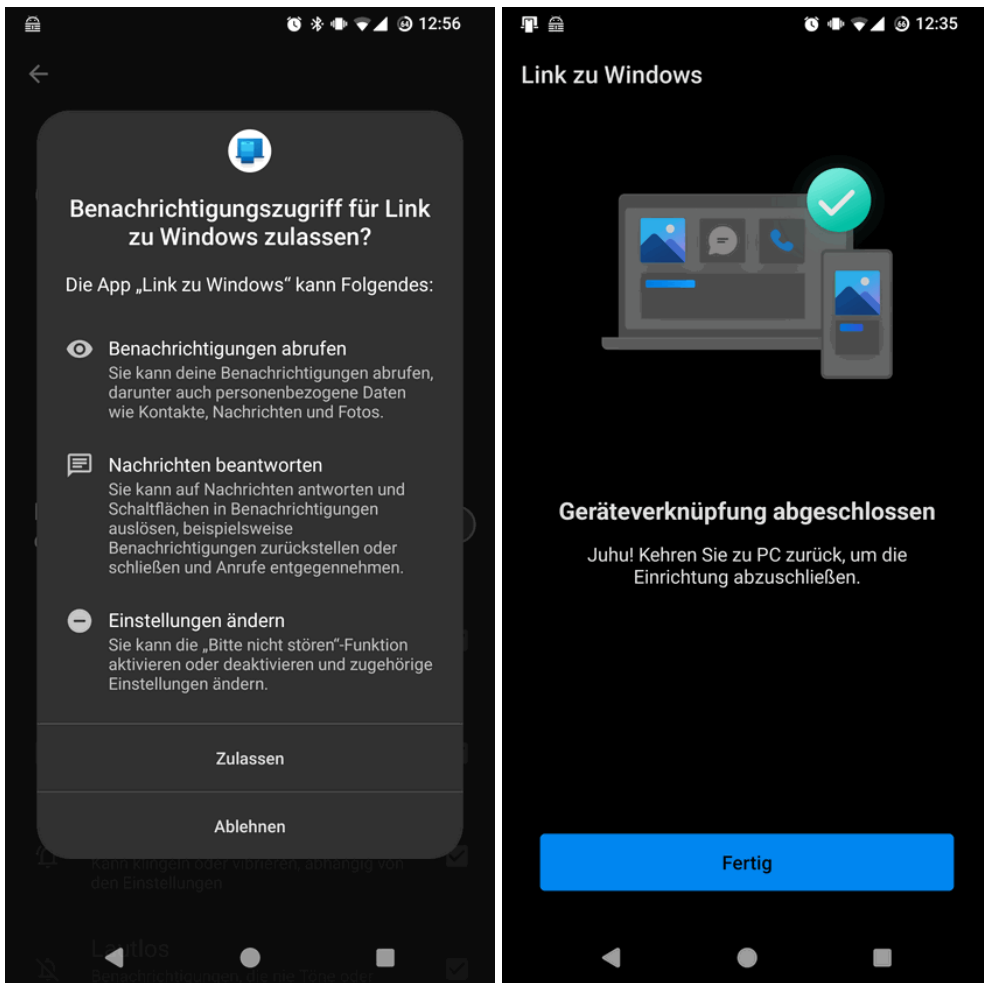 12:56
Benachrichtigungszugriff für Link
zu Windows zulassen?
Die App „Link zu Windows“ kann Folgendes:
Benachrichtigungen abrufen
Sie kann deine Benachrichtigungen abrufen,
darunter auch personenbezogene Daten
wie Kontakte, Nachrichten und Fotos.
Nachrichten beantworten
Sie kann auf Nachrichten antworten und
Schaltflächen in Benachrichtigungen
auslösen, beispielsweise
Benachrichtigungen zurückstellen oder
schließen und Anrufe entgegennehmen.
Einstellungen ändern
Sie kann die „Bitte nicht stören“-Funktion
aktivieren oder deaktivieren und zugehörige
Einstellungen ändern.
Zulassen
Ablehnen
Kann klingeln oder vibrieren, abhängig von
den Einstellungen
Lautlos
Benachrichtigungen, die nie Töne oder
12:35
Link zu Windows
Geräteverknüpfung abgeschlossen
Juhu! Kehren Sie zu PC zurück, um die
Einrichtung abzuschließen.
Fertig